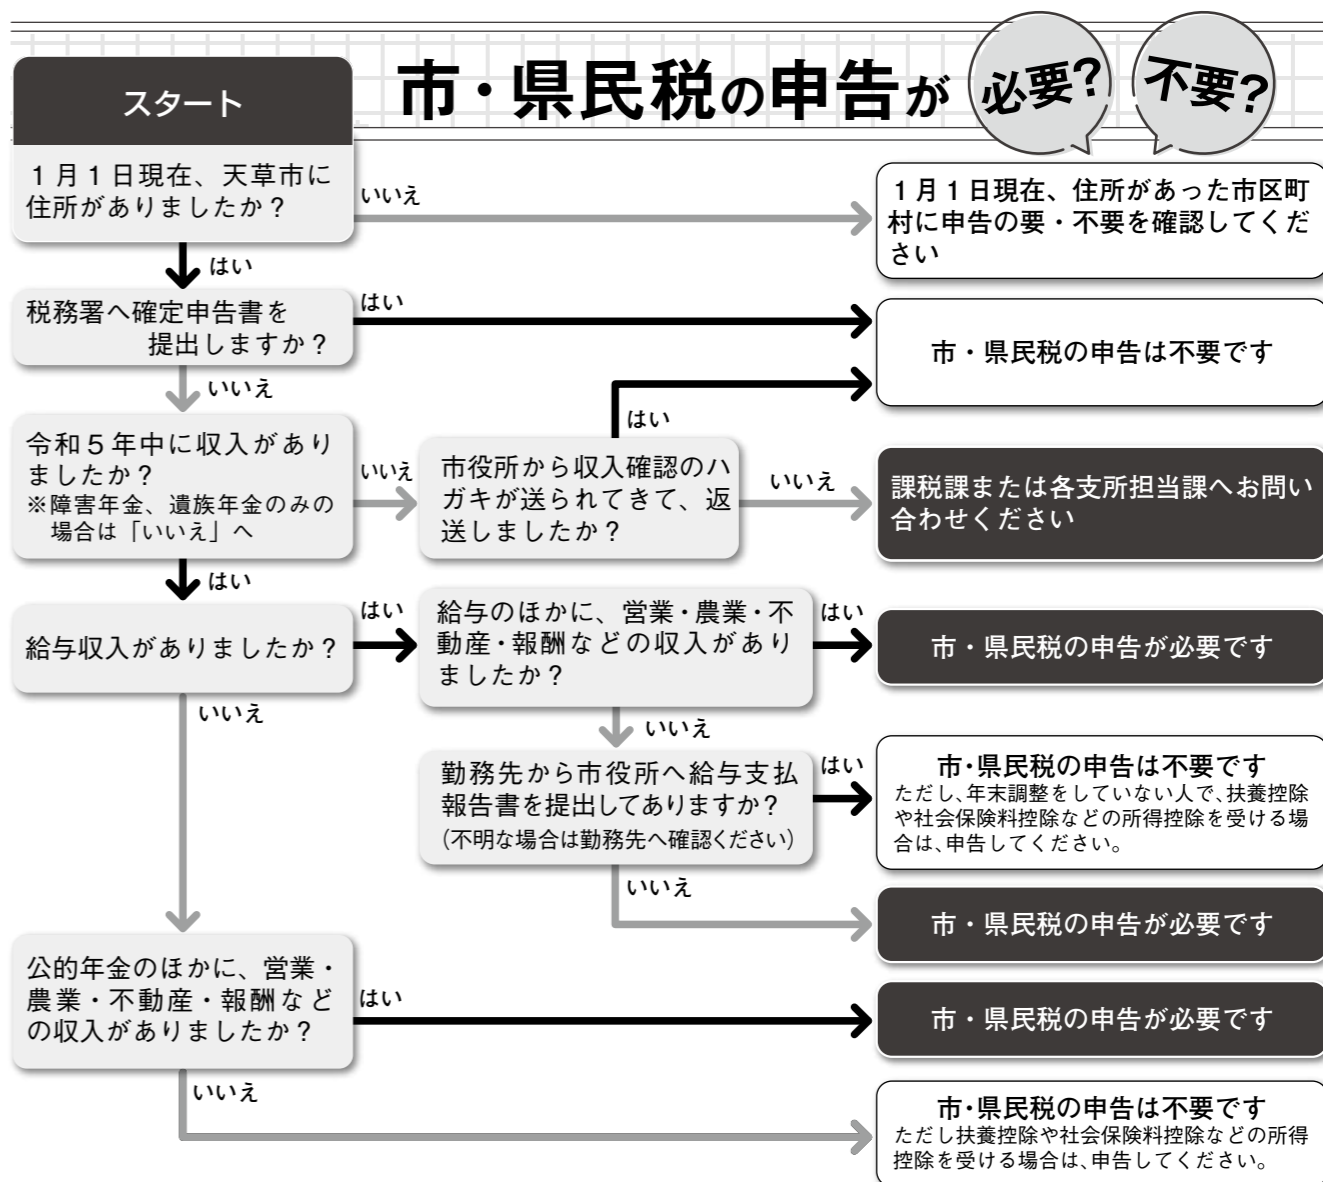 市・県民税の申告が
必要?
不要?
スタート
1月1日現在、天草市に
住所がありましたか?
いいえ
1月1日現在、住所があった市区町
村に申告の要・不要を確認してくだ
さい
はい
税務署へ確定申告書を
提出しますか?
はい
市・県民税の申告は不要です
いいえ
令和5年中に収入があり
ましたか?
※障害年金、遺族年金のみの
場合は「いいえ」へ
いいえ
市役所から収入確認のハ
ガキが送られてきて、返
送しましたか?
はい
いいえ
課税課または各支所担当課へお問い
合わせください
はい
給与収入がありましたか?
はい
給与のほかに、営業・農業・不
動産・報酬などの収入があり
ましたか?
はい
市・県民税の申告が必要です
いいえ
いいえ
勤務先から市役所へ給与支払
報告書を提出してありますか?
(不明な場合は勤務先へ確認ください)
はい
市・県民税の申告は不要です
ただし、年末調整をしていない人で、扶養控除
や社会保険料控除などの所得控除を受ける場
合は、申告してください。
いいえ
市・県民税の申告が必要です
公的年金のほかに、営業・
農業・不動産・報酬など
の収入がありましたか?
はい
市・県民税の申告が必要です
いいえ
市・県民税の申告は不要です
ただし扶養控除や社会保険料控除などの所得
控除を受ける場合は、申告してください。